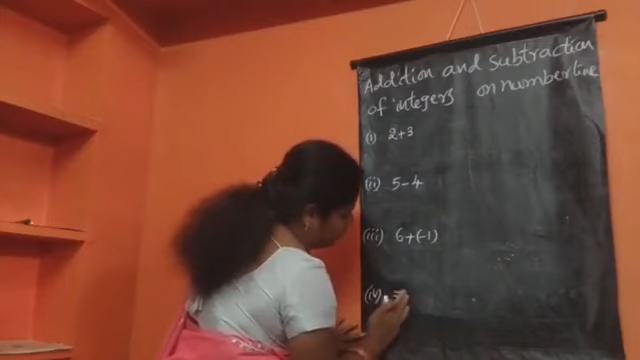 Addition and subtraction
of integers on number line
(i) 2+3
(ii) 5-4
(iii) 6+(-1)
(iv)